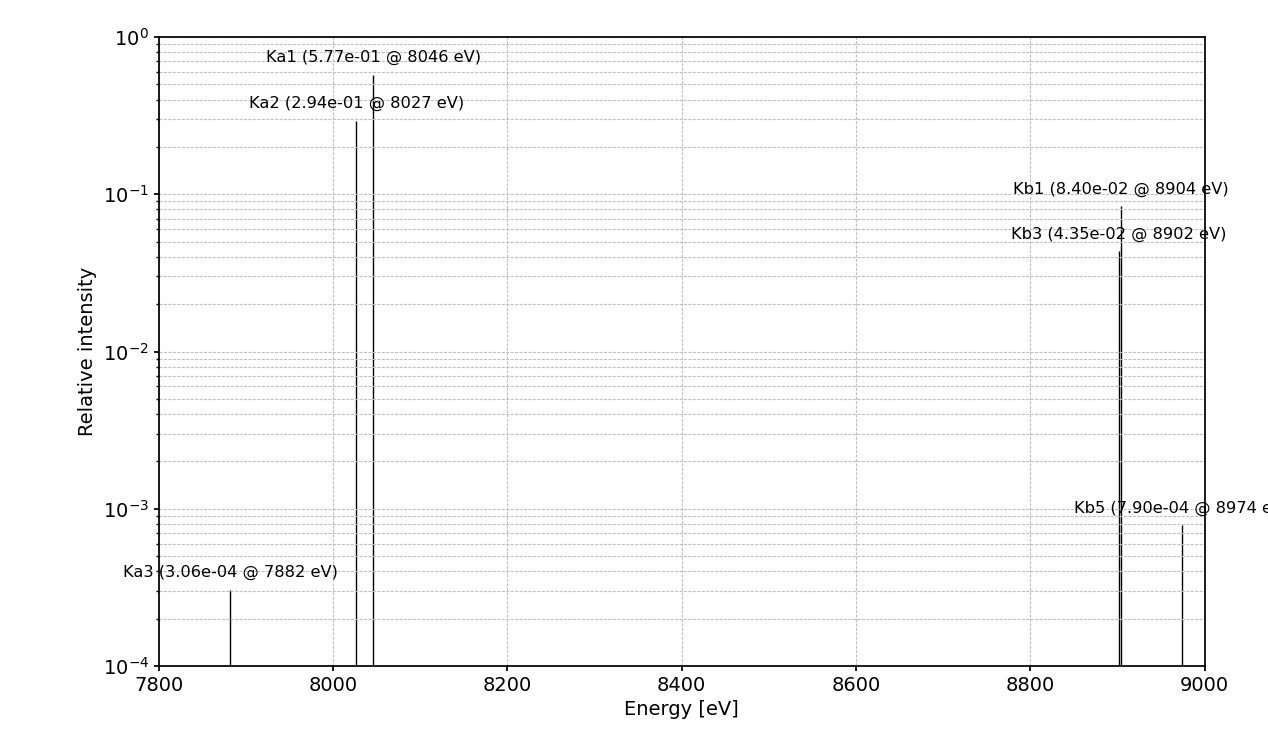 10⁰
Ka1 (5.77e-01 @ 8046 eV)
Ka2 (2.94e-01 @ 8027 eV)
10⁻¹
Kb1 (8.40e-02 @ 8904 eV)
Kb3 (4.35e-02 @ 8902 eV)
Relative intensity
10⁻²
10⁻³
Kb5 (7.90e-04 @ 8974 e
Ka3 (3.06e-04 @ 7882 eV)
10⁻⁴
7800 8000 8200 8400 8600 8800 9000
Energy [eV]